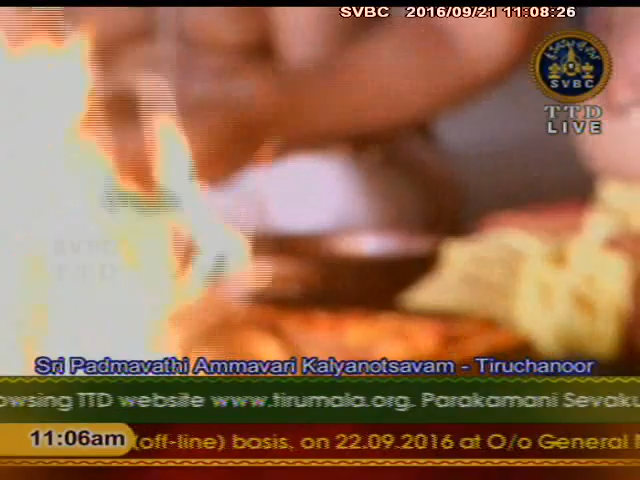 SVBC 2016/09/21 11:08:26
SVBC
TTD
LIVE
Sri Padmavathi Ammavari Kalyanotsavam - Tiruchanoor
owsing TTD website www.tirumala.org. Parakamani Sevaku
11:06am (off-line) basis, on 22.09.2016 at O/o General